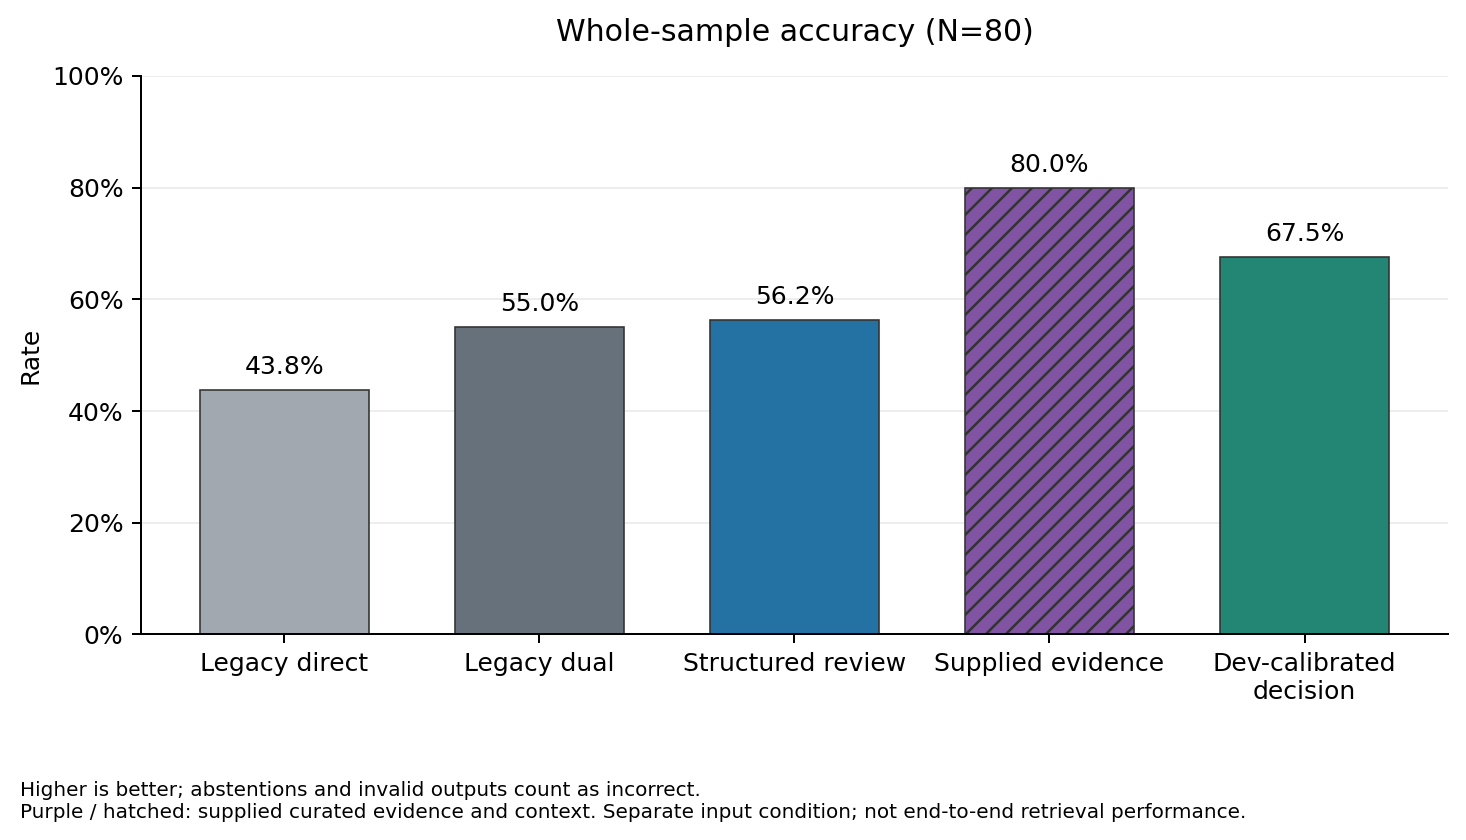 Whole-sample accuracy (N=80)
100%
80%
60%
40%
20%
0%
Rate
43.8%
55.0%
56.2%
80.0%
67.5%
Legacy direct
Legacy dual
Structured review
Supplied evidence
Dev-calibrated
decision
Higher is better; abstentions and invalid outputs count as incorrect.
Purple / hatched: supplied curated evidence and context. Separate input condition; not end-to-end retrieval performance.